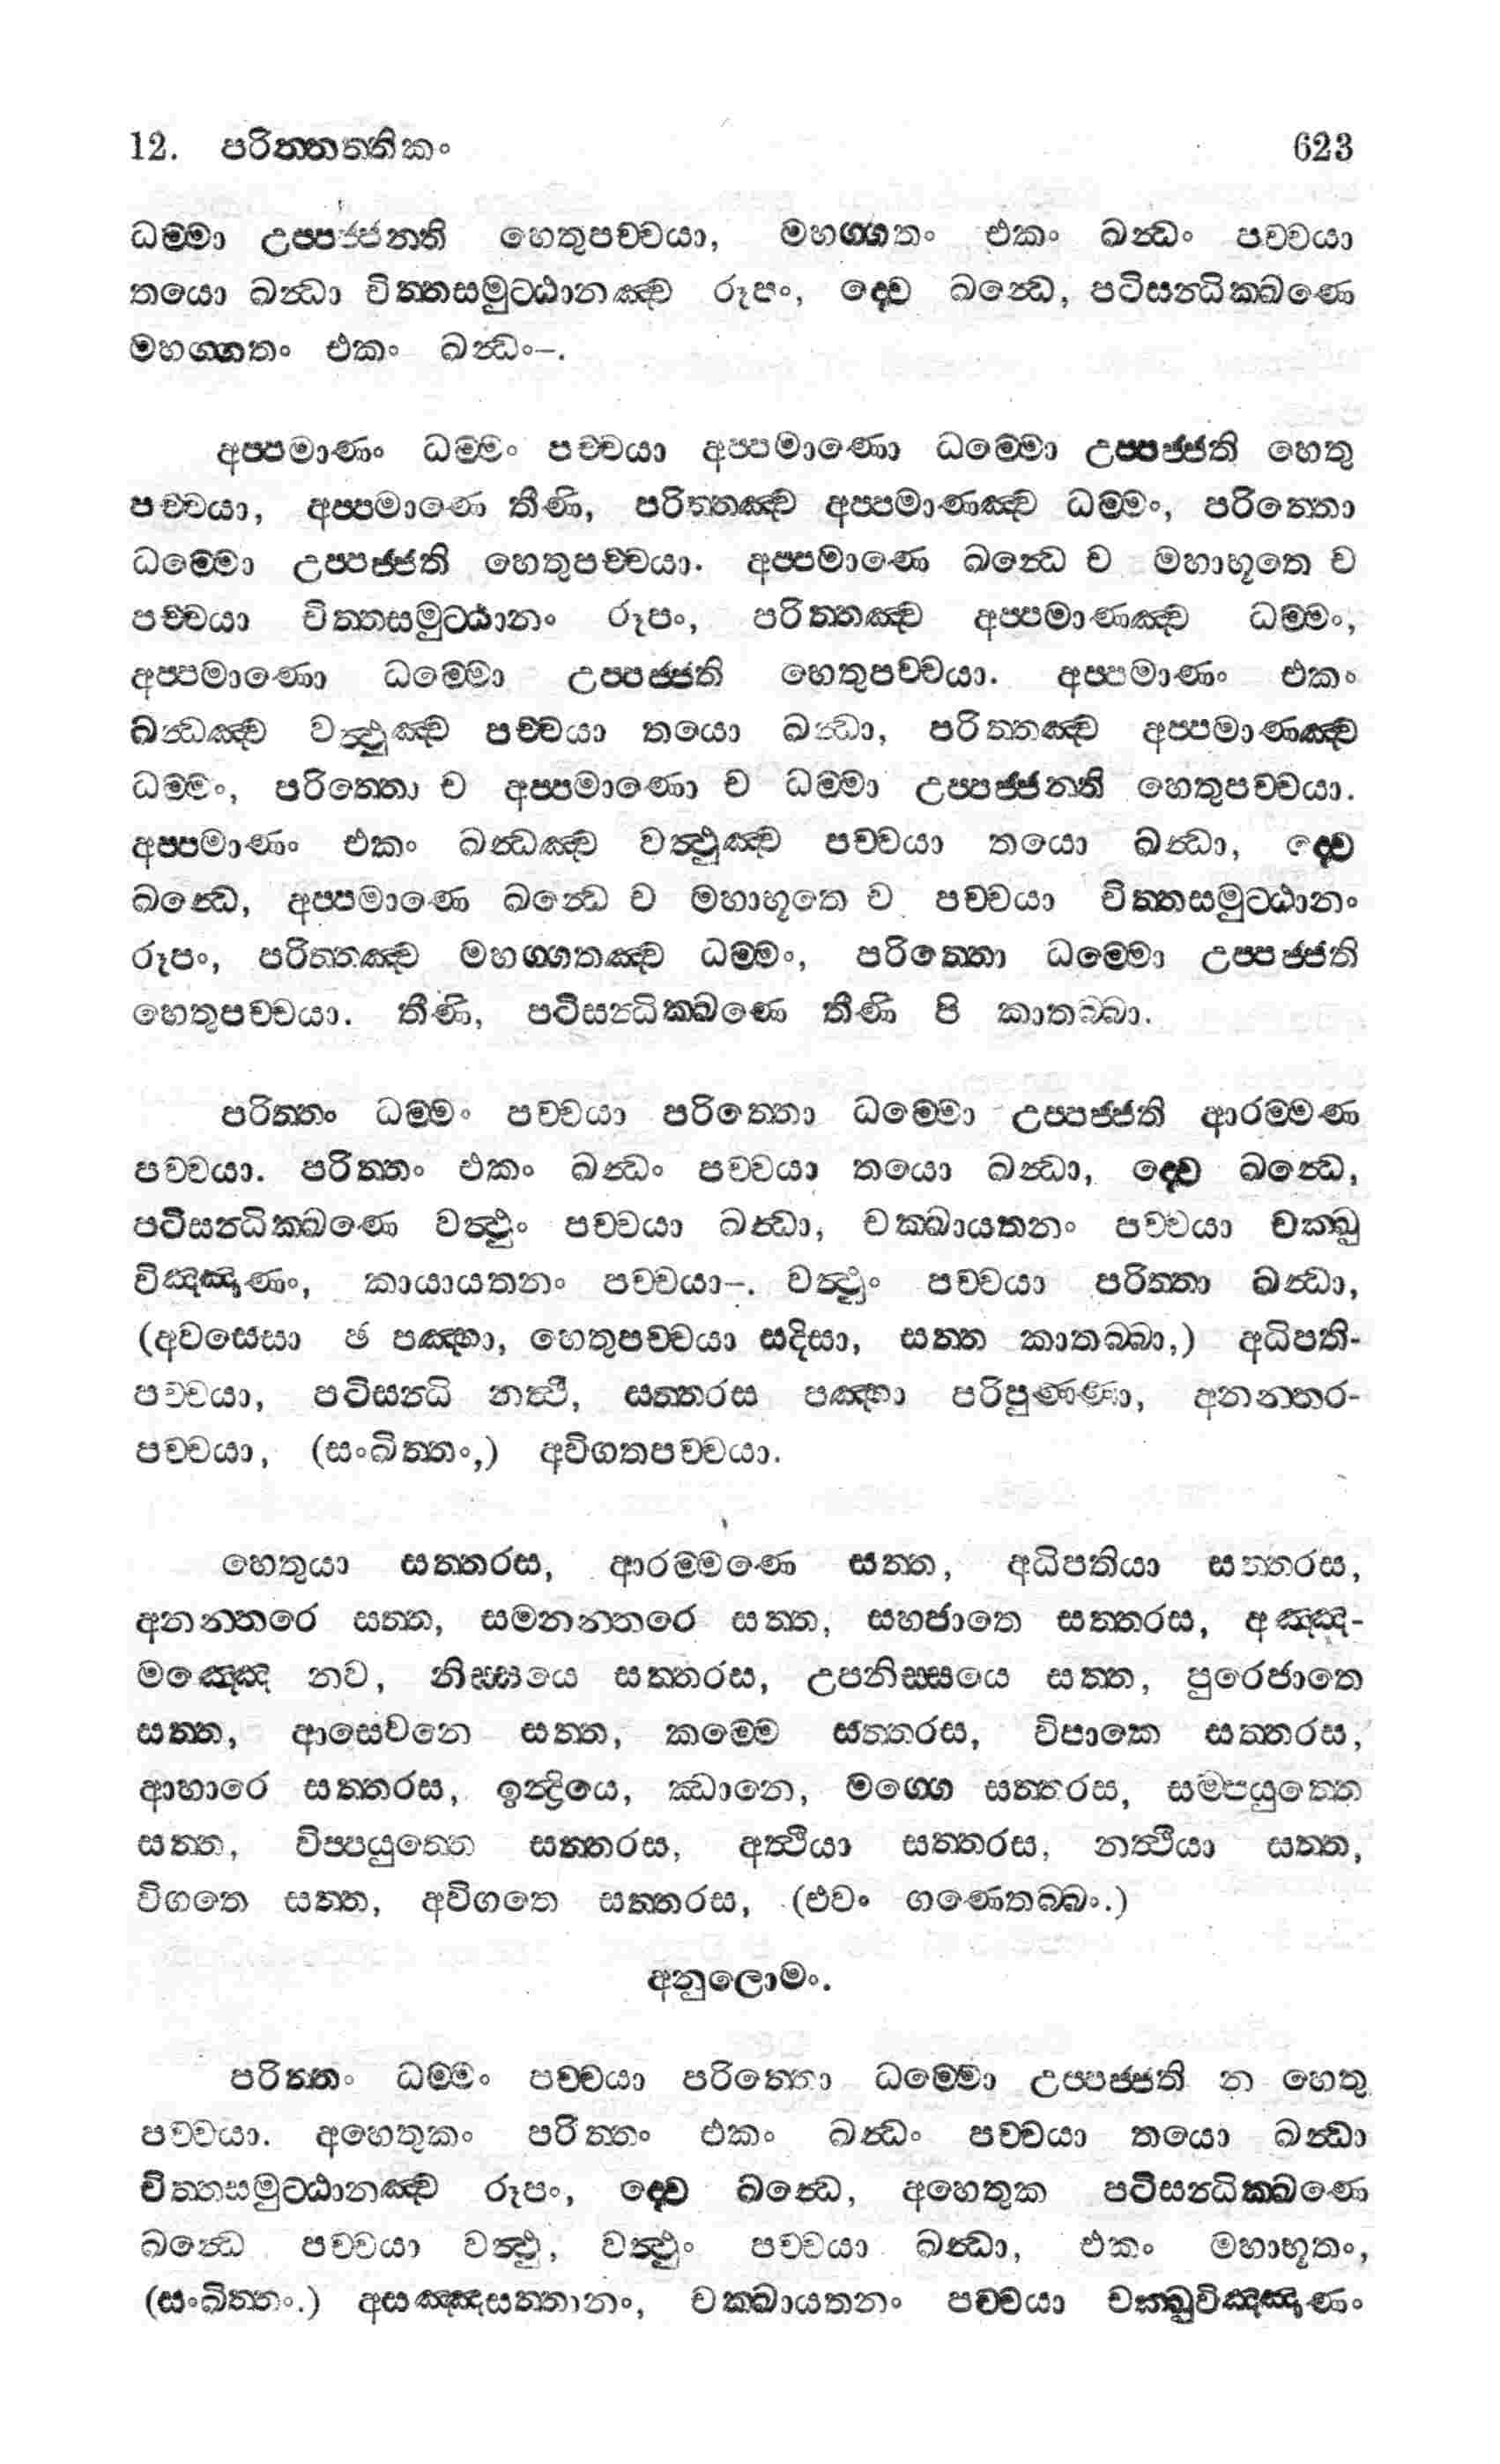 12. පරිත්තත්තිකං 623
ධම්මා උප්පජ්ජන්ති හෙතුපච්චයා, මහග්ගතං එකං ඛන්ධං පච්චයා
තයො ඛන්ධා චිත්තසමුට්ඨානඤ්ච රූපං, ද්වෙ ඛන්ධෙ, පටිසන්ධික්ඛණෙ
මහග්ගතං එකං ඛන්ධං–.
අප්පමාණං ධම්මං පච්චයා අප්පමාණො ධම්මො උප්පජ්ජති හෙතු
පච්චයා, අප්පමාණෙ තීණි, පරිත්තඤ්ච අප්පමාණඤ්ච ධම්මං, පරිත්තො
ධම්මො උප්පජ්ජති හෙතුපච්චයා. අප්පමාණෙ ඛන්ධෙ ච මහාභූතෙ ච
පච්චයා චිත්තසමුට්ඨානං රූපං, පරිත්තඤ්ච අප්පමාණඤ්ච ධම්මං,
අප්පමාණො ධම්මො උප්පජ්ජති හෙතුපච්චයා. අප්පමාණං එකං
ඛන්ධඤ්ච වත්ථුඤ්ච පච්චයා තයො ඛන්ධා, පරිත්තඤ්ච අප්පමාණඤ්ච
ධම්මං, පරිත්තො ච අප්පමාණො ච ධම්මා උප්පජ්ජන්ති හෙතුපච්චයා.
අප්පමාණං එකං ඛන්ධඤ්ච වත්ථුඤ්ච පච්චයා තයො ඛන්ධා, ද්වෙ
ඛන්ධෙ, අප්පමාණෙ ඛන්ධෙ ච මහාභූතෙ ච පච්චයා චිත්තසමුට්ඨානං
රූපං, පරිත්තඤ්ච මහග්ගතඤ්ච ධම්මං, පරිත්තො ධම්මො උප්පජ්ජති
හෙතුපච්චයා. තීණි, පටිසන්ධික්ඛණෙ තීණි පි කාතබ්බා.
පරිත්තං ධම්මං පච්චයා පරිත්තො ධම්මො උප්පජ්ජති ආරම්මණ
පච්චයා. පරිත්තං එකං ඛන්ධං පච්චයා තයො ඛන්ධා, ද්වෙ ඛන්ධෙ,
පටිසන්ධික්ඛණෙ වත්ථුං පච්චයා ඛන්ධා, චක්ඛායතනං පච්චයා චක්ඛු
විඤ්ඤාණං, කායායතනං පච්චයා–. වත්ථුං පච්චයා පරිත්තා ඛන්ධා,
(අවසෙසා ඡ පඤ්හා, හෙතුපච්චයා සදිසා, සත්ත කාතබ්බා,) අධිපති-
පච්චයා, පටිසන්ධි නත්ථි, සත්තරස පඤ්හා පරිපුණ්ණා, අනන්තර-
පච්චයා, (සංඛිත්තං,) අවිගතපච්චයා.
හෙතුයා සත්තරස, ආරම්මණෙ සත්ත, අධිපතියා සත්තරස,
අනන්තරෙ සත්ත, සමනන්තරෙ සත්ත, සහජාතෙ සත්තරස, අඤ්ඤ-
මඤ්ඤෙ නව, නිස්සයෙ සත්තරස, උපනිස්සයෙ සත්ත, පුරෙජාතෙ
සත්ත, ආසෙවනෙ සත්ත, කම්මෙ සත්තරස, විපාකෙ සත්තරස,
ආහාරෙ සත්තරස, ඉන්ද්‍රියෙ, ඣානෙ, මග්ගෙ සත්තරස, සම්පයුත්තෙ
සත්ත, විප්පයුත්තෙ සත්තරස, අත්ථියා සත්තරස, නත්ථියා සත්ත,
විගතෙ සත්ත, අවිගතෙ සත්තරස, (එවං ගණෙතබ්බං.)
අනුලොමං.
පරිත්තං ධම්මං පච්චයා පරිත්තො ධම්මො උප්පජ්ජති න හෙතු
පච්චයා. අහෙතුකං පරිත්තං එකං ඛන්ධං පච්චයා තයො ඛන්ධා
චිත්තසමුට්ඨානඤ්ච රූපං, ද්වෙ ඛන්ධෙ, අහෙතුක පටිසන්ධික්ඛණෙ
ඛන්ධෙ පච්චයා වත්ථු, වත්ථුං පච්චයා ඛන්ධා, එකං මහාභූතං,
(සංඛිත්තං.) අසඤ්ඤසත්තානං, චක්ඛායතනං පච්චයා චක්ඛුවිඤ්ඤාණං